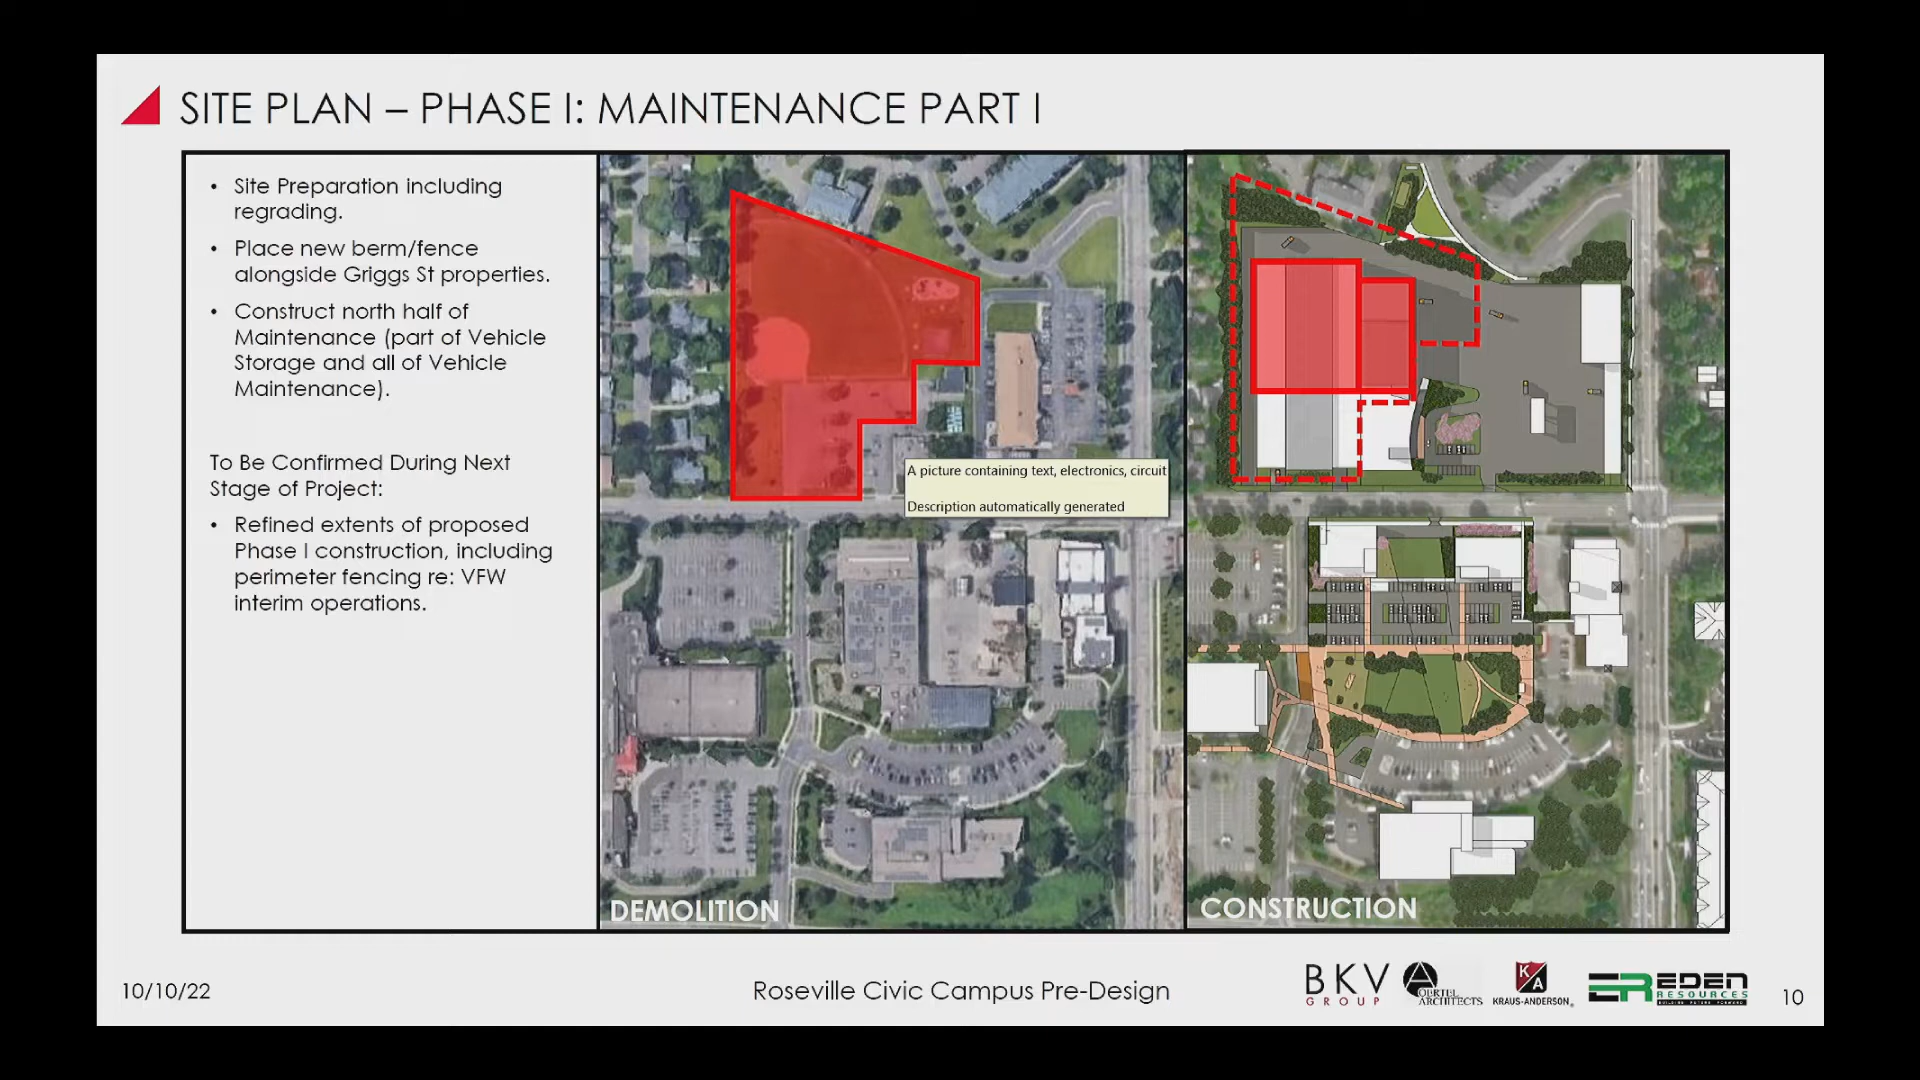 SITE PLAN – PHASE I: MAINTENANCE PART I
• Site Preparation including
regrading.
• Place new berm/fence
alongside Griggs St properties.
• Construct north half of
Maintenance (part of Vehicle
Storage and all of Vehicle
Maintenance).
To Be Confirmed During Next
Stage of Project:
• Refined extents of proposed
Phase I construction, including
perimeter fencing re: VFW
interim operations.
A picture containing text, electronics, circuit
Description automatically generated
DEMOLITION
CONSTRUCTION
10/10/22
Roseville Civic Campus Pre-Design
BKV
GROUP
A
OERTEL
ARCHITECTS
K
A
KRAUS-ANDERSON
ER EDEN
RESOURCES
BUILDING FUTURE FORWARD
10